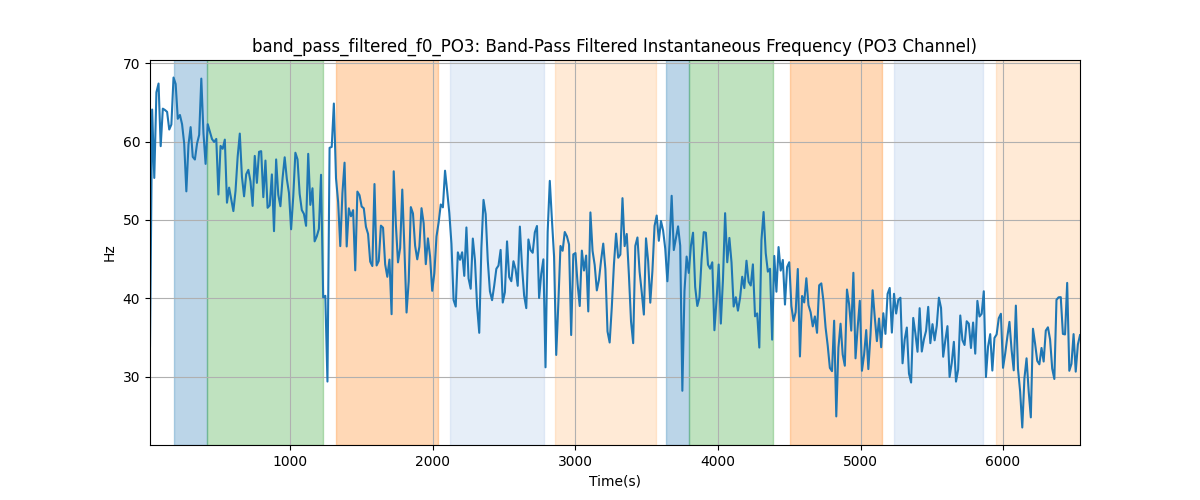 band_pass_filtered_f0_PO3: Band-Pass Filtered Instantaneous Frequency (PO3 Channel)
70
60
50
40
30
Hz
1000 2000 3000 4000 5000 6000
Time(s)